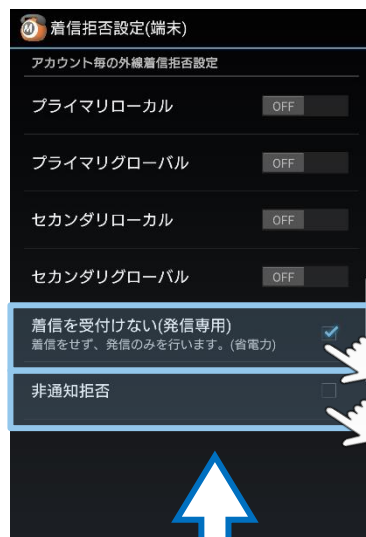 着信拒否設定(端末)
アカウント毎の外線着信拒否設定
プライマリローカル
OFF
プライマリグローバル
OFF
セカンダリローカル
OFF
セカンダリグローバル
OFF
着信を受付けない(発信専用)
着信をせず、発信のみを行います。(省電力)
非通知拒否